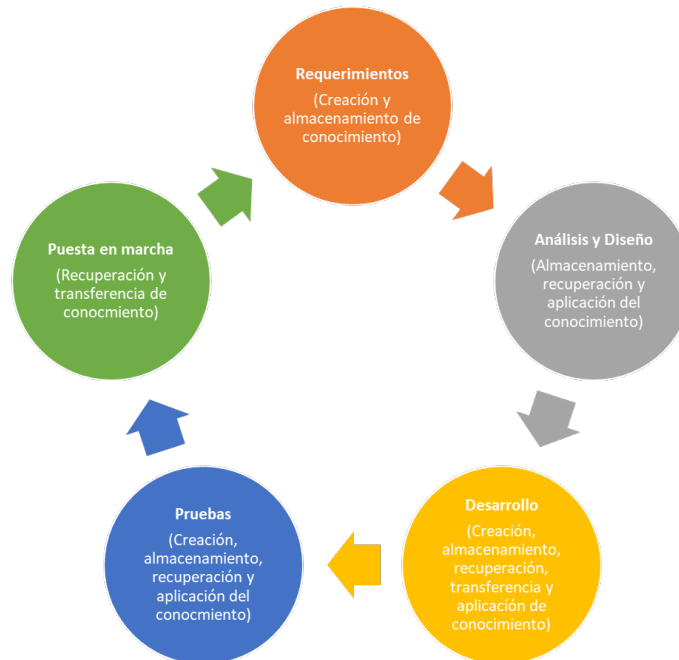 Requerimientos
(Creación y
almacenamiento de
conocimiento)
Análisis y Diseño
(Almacenamiento,
recuperación y
aplicación del
conocimiento)
Desarrollo
(Creación,
almacenamiento,
recuperación,
transferencia y
aplicación de
conocimiento)
Pruebas
(Creación,
almacenamiento,
recuperación y
aplicación del
conocmiento)
Puesta en marcha
(Recuperación y
transferencia de
conocmiento)